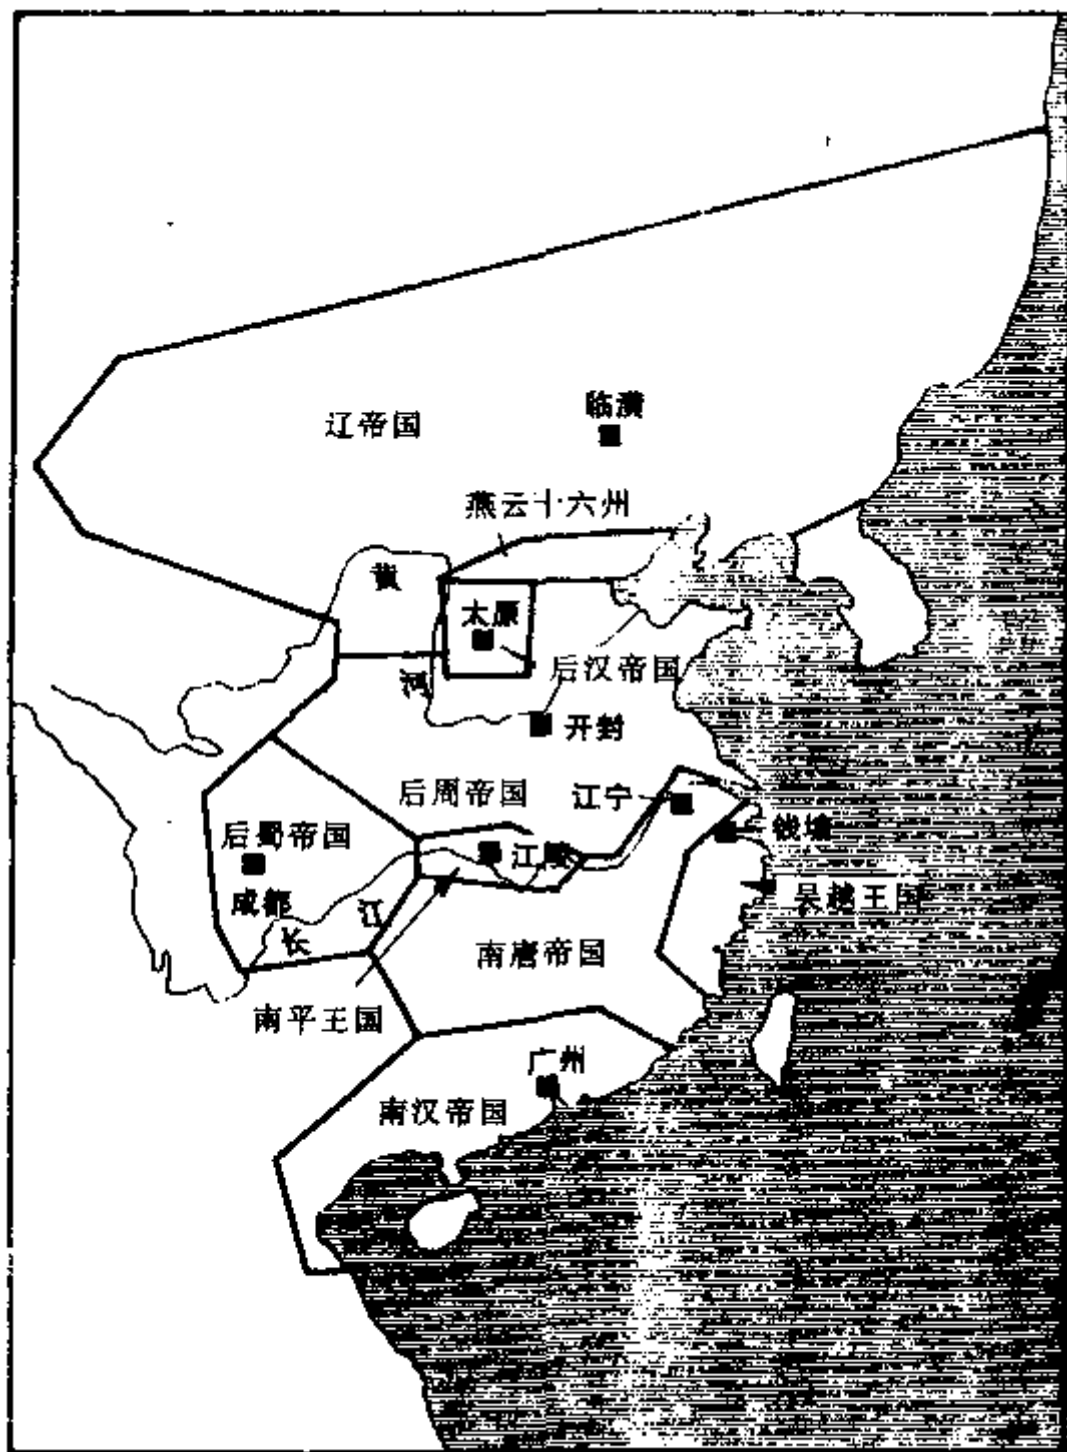 临潢
辽帝国
燕云十六州
黄
太原
后汉帝国
河
开封
后周帝国
江宁
钱塘
后蜀帝国
江陵
成都
吴越王国
江
长
南唐帝国
南平王国
广州
南汉帝国